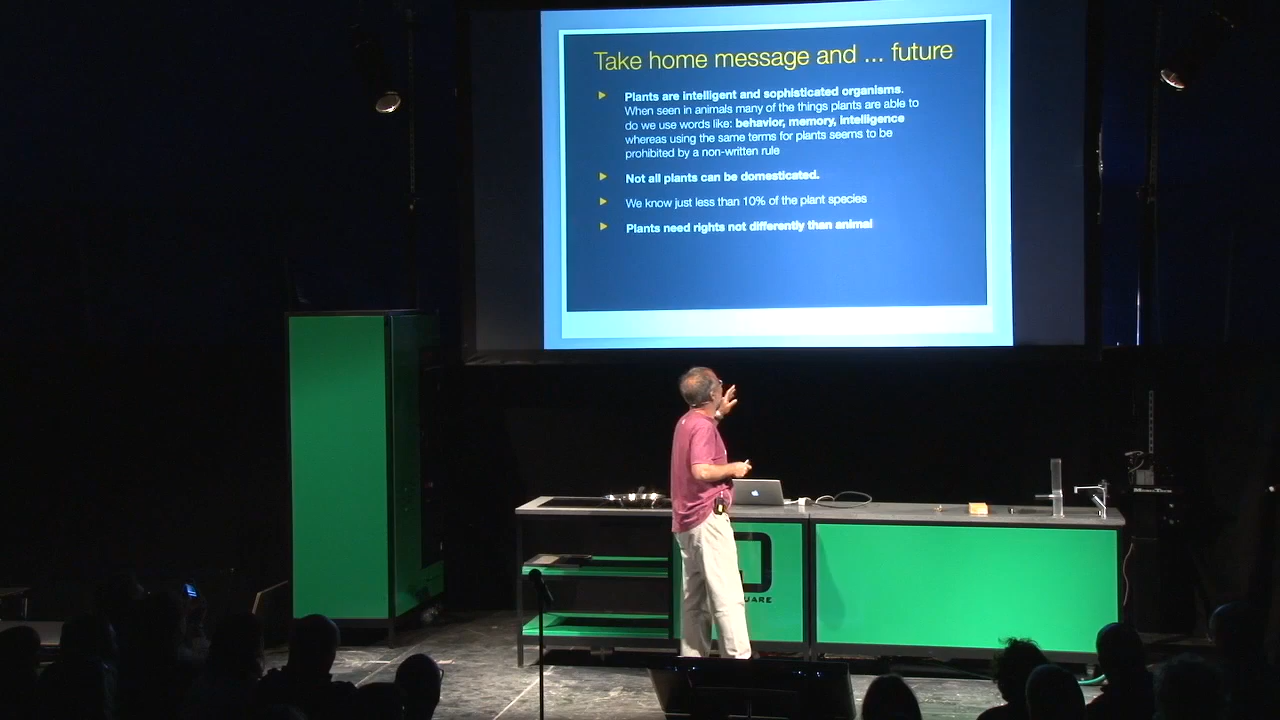 Take home message and ... future
Plants are intelligent and sophisticated organisms.
When seen in animals many of the things plants are able to
do we use words like: behavior, memory, intelligence
whereas using the same terms for plants seems to be
prohibited by a non-written rule
Not all plants can be domesticated.
We know just less than 10% of the plant species
Plants need rights not differently than animal